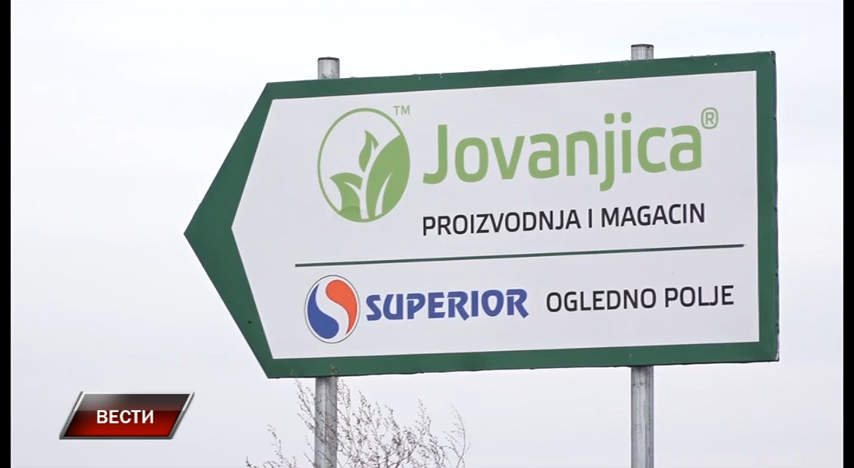 Jovanjica®
™
PROIZVODNJA I MAGACIN
SUPERIOR OGLEDNO POLJE
ВЕСТИ